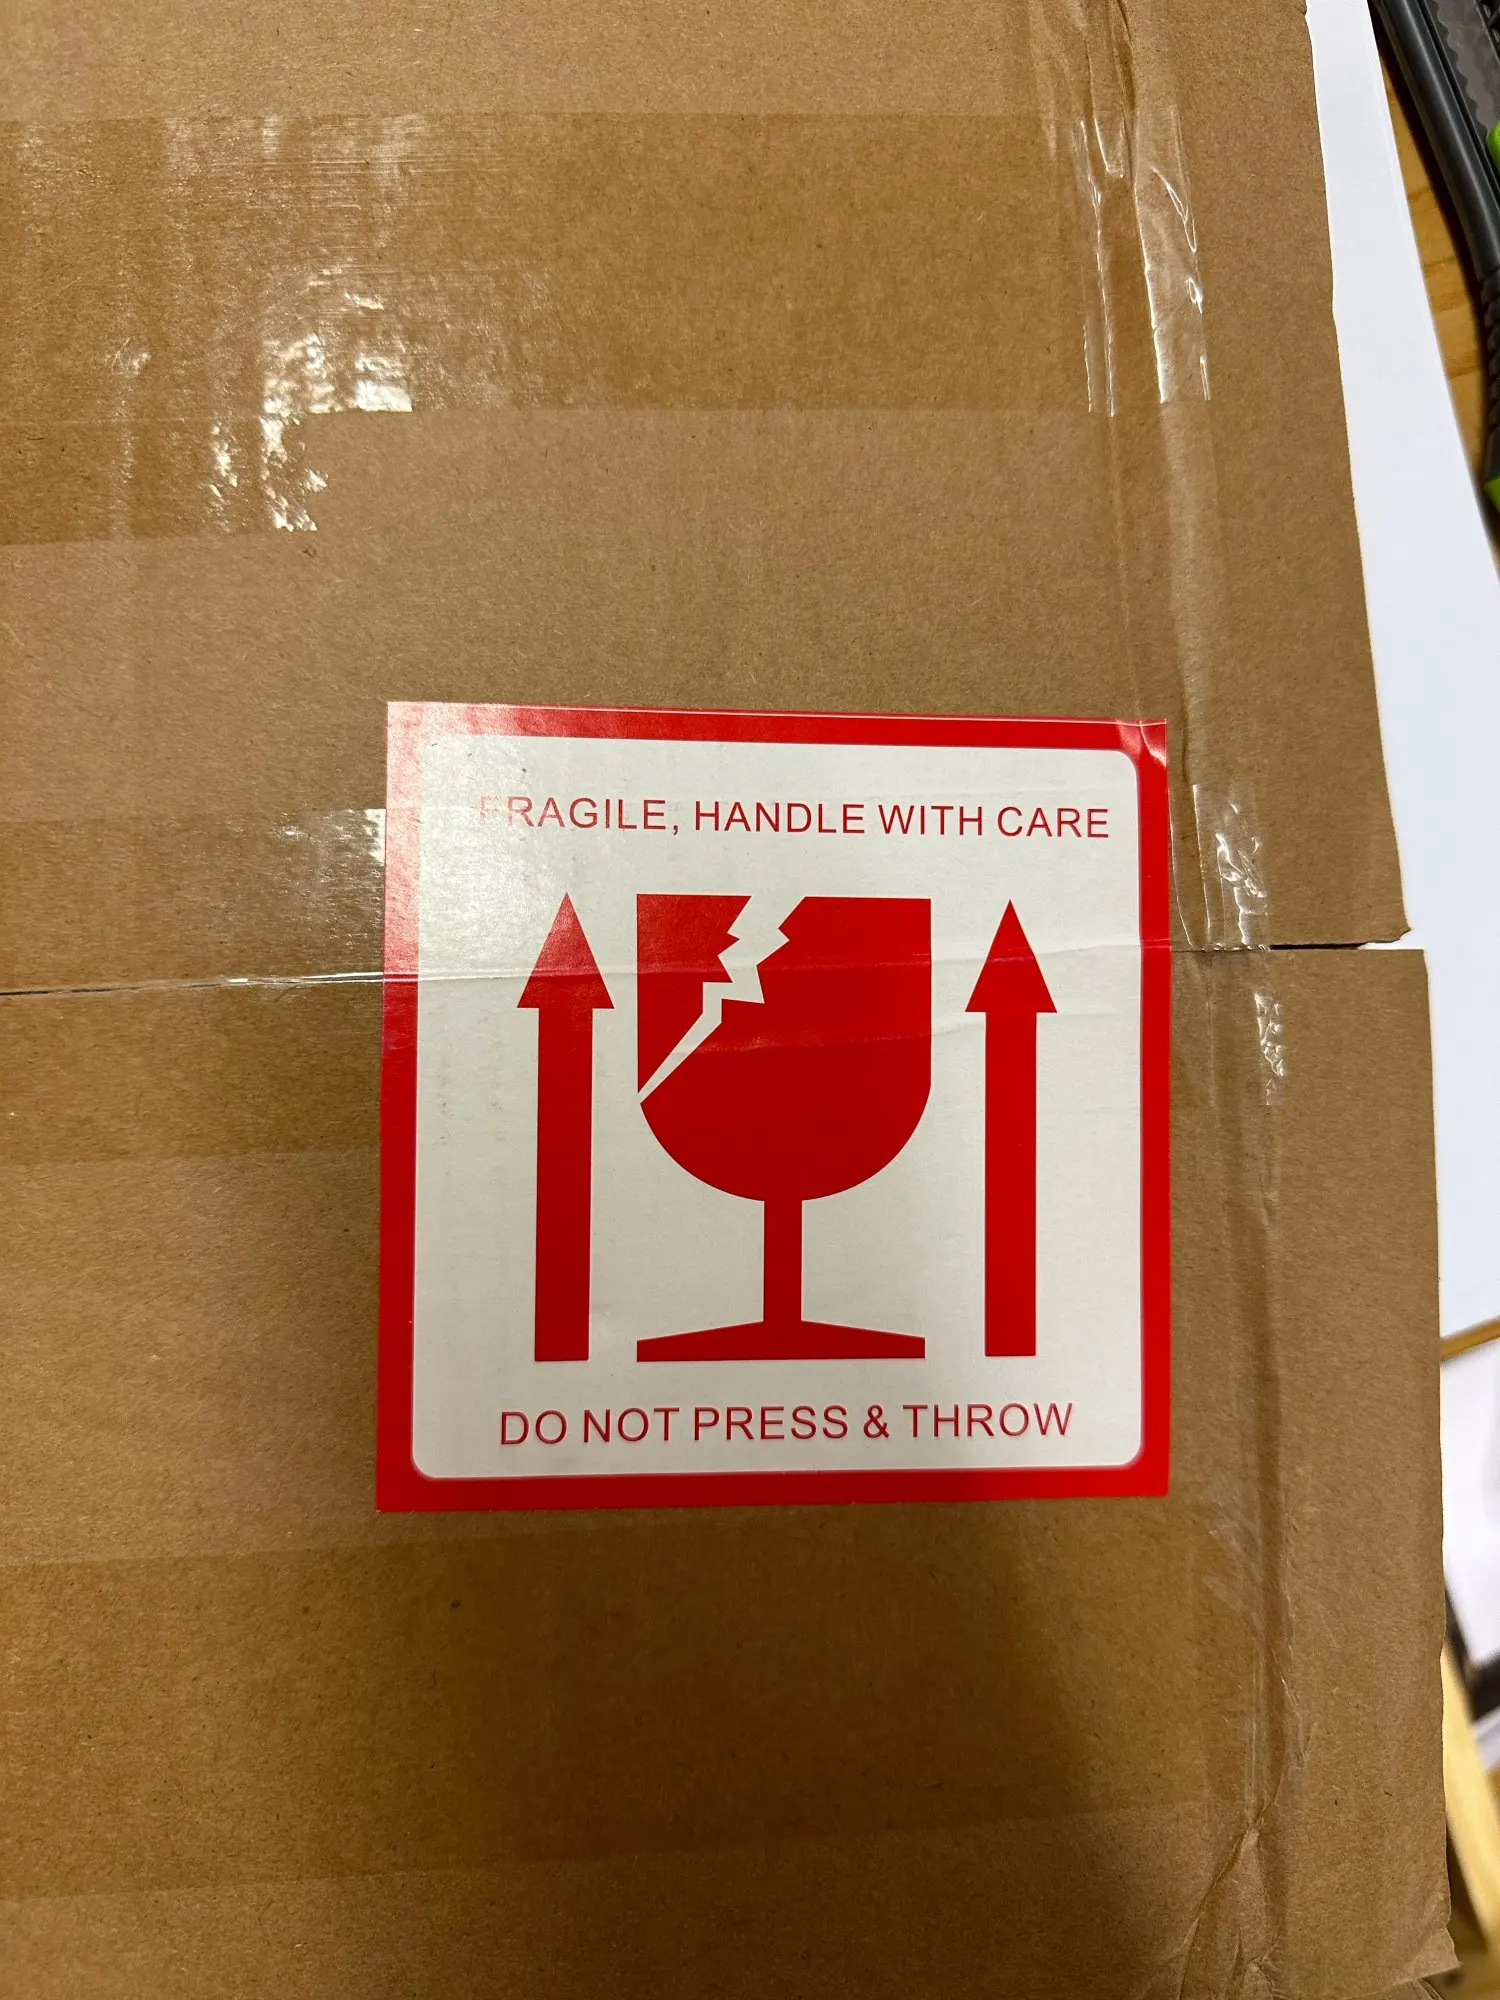 FRAGILE, HANDLE WITH CARE
DO NOT PRESS & THROW